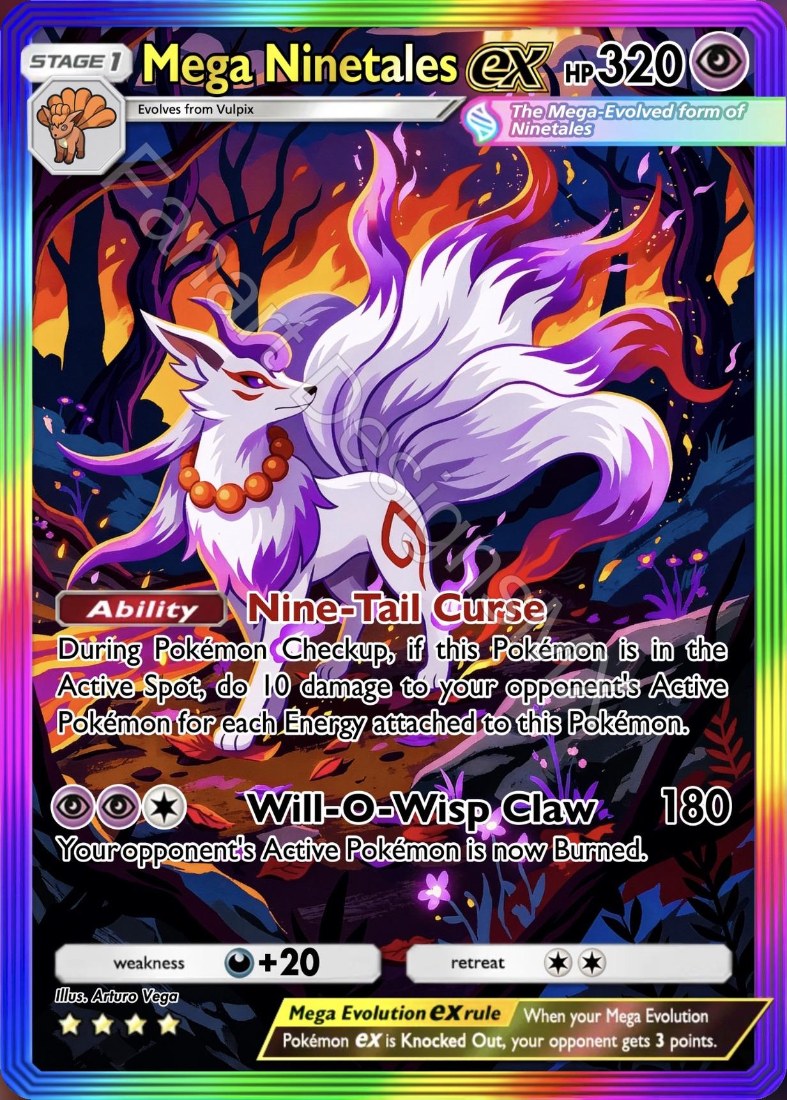 STAGE 1
Mega Ninetales ex HP 320
Evolves from Vulpix
The Mega-Evolved form of
Ninetales
Fanart Designs MX
Ability Nine-Tail Curse
During Pokémon Checkup, if this Pokémon is in the
Active Spot, do 10 damage to your opponent's Active
Pokémon for each Energy attached to this Pokémon.
Will-O-Wisp Claw 180
Your opponent's Active Pokémon is now Burned.
weakness +20 retreat
Illus. Arturo Vega
Mega Evolution ex rule When your Mega Evolution
Pokémon ex is Knocked Out, your opponent gets 3 points.